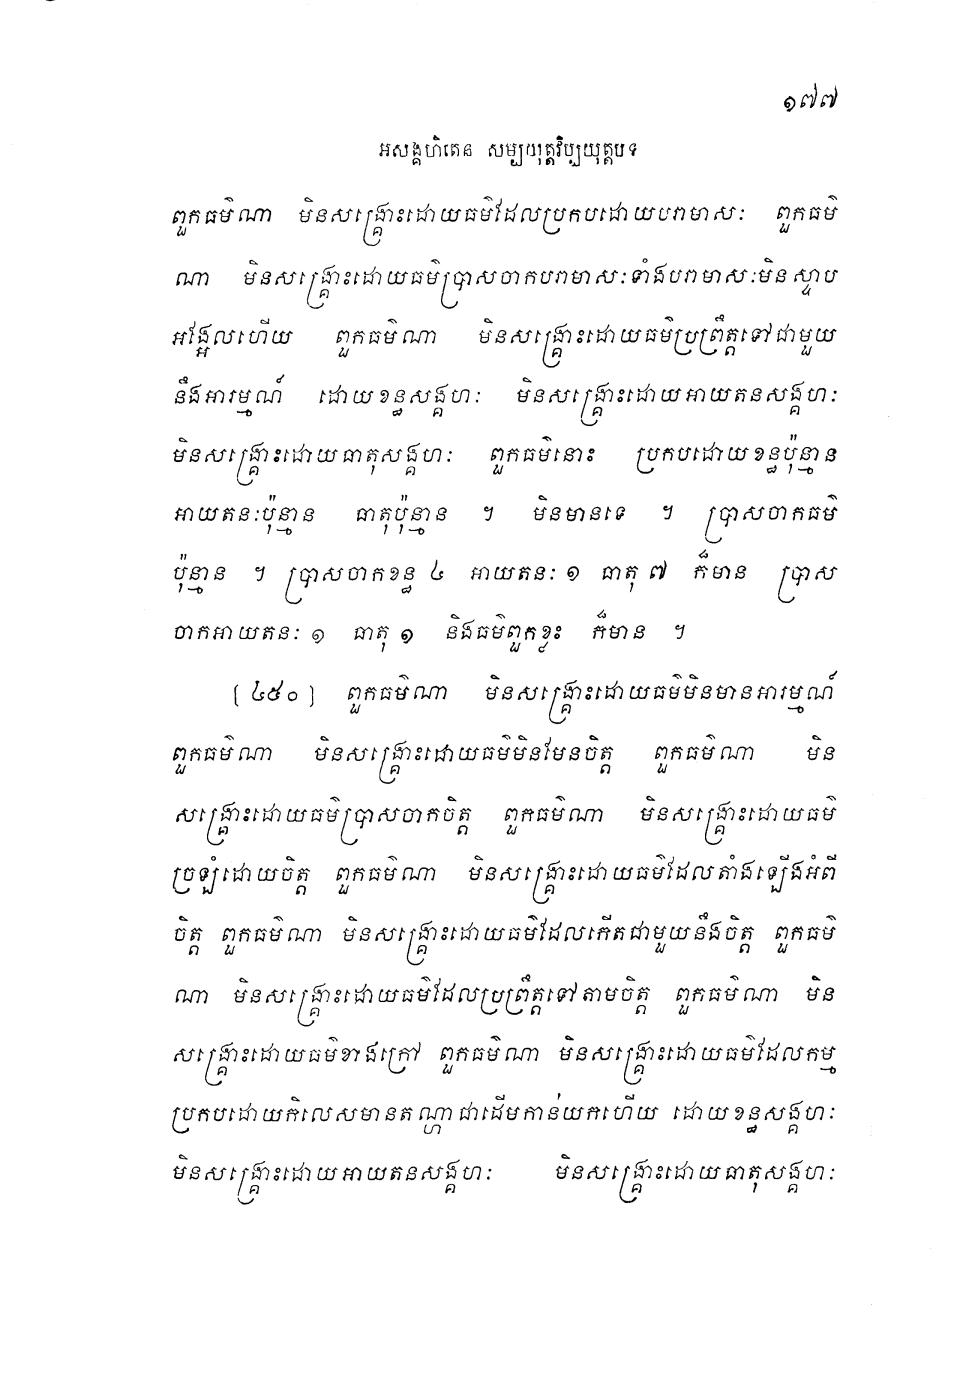 ១៧៧
អសង្គហិតេន សម្បយុត្តវិប្បយុត្តបទ
ពួកធម៌ណា មិនសង្គ្រោះដោយធម៌ដែលប្រកបដោយបរាមាសៈ ពួកធម៌
ណា មិនសង្គ្រោះដោយធម៌ប្រាសចាកបរាមាសៈទាំងបរាមាសៈមិនស្ទាប
អង្អែលហើយ ពួកធម៌ណា មិនសង្គ្រោះដោយធម៌ប្រព្រឹត្តទៅជាមួយ
នឹងអារម្មណ៍ ដោយខន្ធសង្គហៈ មិនសង្គ្រោះដោយអាយតនសង្គហៈ
មិនសង្គ្រោះដោយធាតុសង្គហៈ ពួកធម៌នោះ ប្រកបដោយខន្ធប៉ុន្មាន
អាយតនៈប៉ុន្មាន ធាតុប៉ុន្មាន ។ មិនមានទេ ។ ប្រាសចាកធម៌
ប៉ុន្មាន ។ ប្រាសចាកខន្ធ ៤ អាយតនៈ ១ ធាតុ ៧ ក៏មាន ប្រាស
ចាកអាយតនៈ ១ ធាតុ ១ និងធម៌ពួកខ្លះ ក៏មាន ។
[ ៤៥០ ] ពួកធម៌ណា មិនសង្គ្រោះដោយធម៌មិនមានអារម្មណ៍
ពួកធម៌ណា មិនសង្គ្រោះដោយធម៌មិនមែនចិត្ត ពួកធម៌ណា មិន
សង្គ្រោះដោយធម៌ប្រាសចាកចិត្ត ពួកធម៌ណា មិនសង្គ្រោះដោយធម៌
ច្រឡំដោយចិត្ត ពួកធម៌ណា មិនសង្គ្រោះដោយធម៌ដែលតាំងឡើងអំពី
ចិត្ត ពួកធម៌ណា មិនសង្គ្រោះដោយធម៌ដែលកើតជាមួយនឹងចិត្ត ពួកធម៌
ណា មិនសង្គ្រោះដោយធម៌ដែលប្រព្រឹត្តទៅតាមចិត្ត ពួកធម៌ណា មិន
សង្គ្រោះដោយធម៌ខាងក្រៅ ពួកធម៌ណា មិនសង្គ្រោះដោយធម៌ដែលកម្ម
ប្រកបដោយកិលេសមានតណ្ហាជាដើមកាន់យកហើយ ដោយខន្ធសង្គហៈ
មិនសង្គ្រោះដោយអាយតនសង្គហៈ មិនសង្គ្រោះដោយធាតុសង្គហៈ